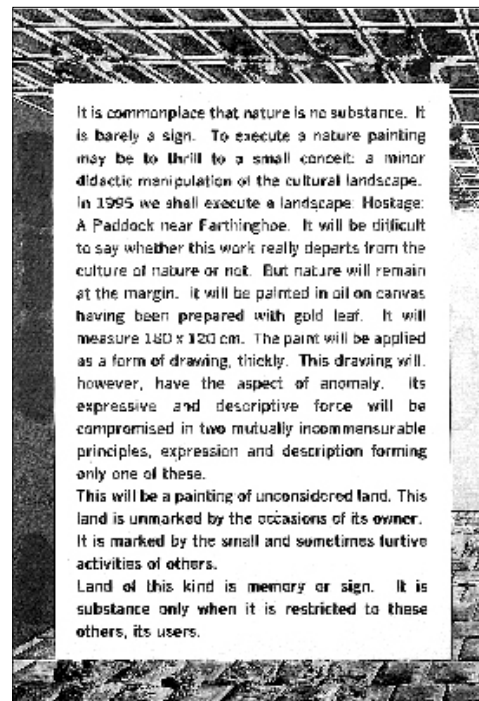 It is commonplace that nature is no substance. It
is barely a sign. To execute a nature painting
may be to thrill to a small conceit: a minor
didactic manipulation of the cultural landscape.
In 1995 we shall execute a landscape: Hostage:
A Paddock near Farthinghoe. It will be difficult
to say whether this work really departs from the
culture of nature or not. But nature will remain
at the margin. It will be painted in oil on canvas
having been prepared with gold leaf. It will
measure 180 x 120 cm. The paint will be applied
as a form of drawing, thickly. This drawing will,
however, have the aspect of anomaly. Its
expressive and descriptive force will be
compromised in two mutually incommensurable
principles, expression and description forming
only one of these.
This will be a painting of unconsidered land. This
land is unmarked by the occasions of its owner.
It is marked by the small and sometimes furtive
activities of others.
Land of this kind is memory or sign. It is
substance only when it is restricted to these
others, its users.